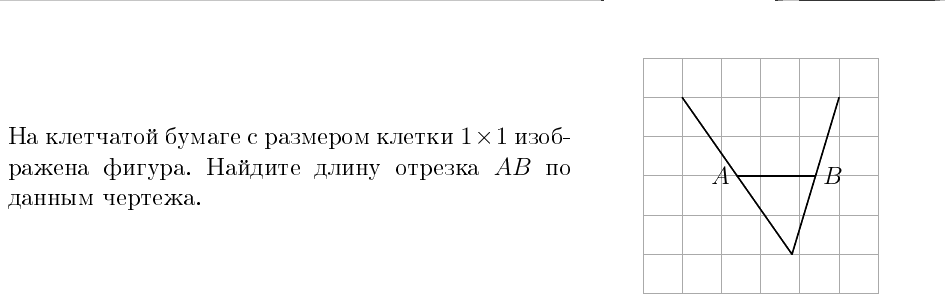 На клетчатой бумаге с размером клетки 1×1 изоб-
ражена фигура. Найдите длину отрезка AB по
данным чертежа.
A
B